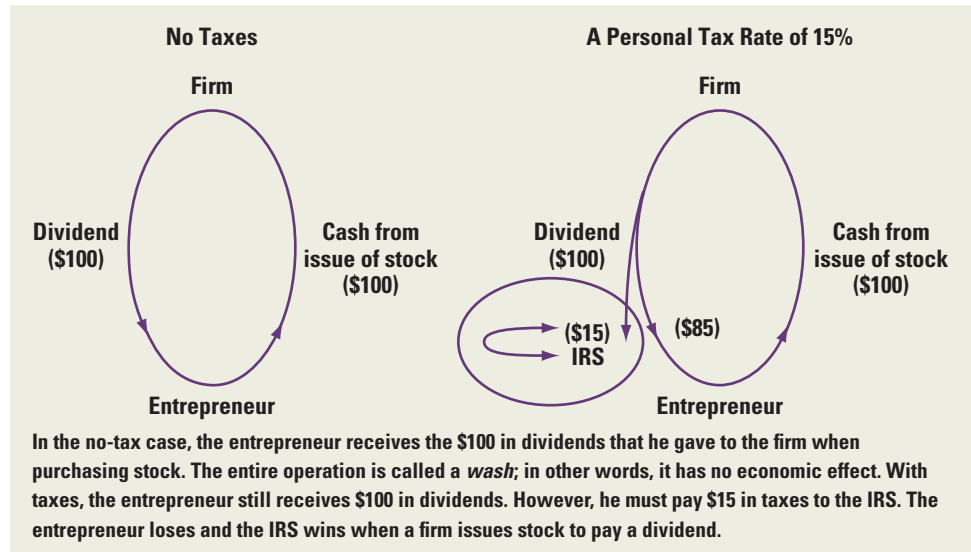 No Taxes
Firm
Dividend
($100)
Cash from
issue of stock
($100)
Entrepreneur
A Personal Tax Rate of 15%
Firm
Dividend
($100)
Cash from
issue of stock
($100)
($15)
IRS
($85)
Entrepreneur
In the no-tax case, the entrepreneur receives the $100 in dividends that he gave to the firm when
purchasing stock. The entire operation is called a wash; in other words, it has no economic effect. With
taxes, the entrepreneur still receives $100 in dividends. However, he must pay $15 in taxes to the IRS. The
entrepreneur loses and the IRS wins when a firm issues stock to pay a dividend.